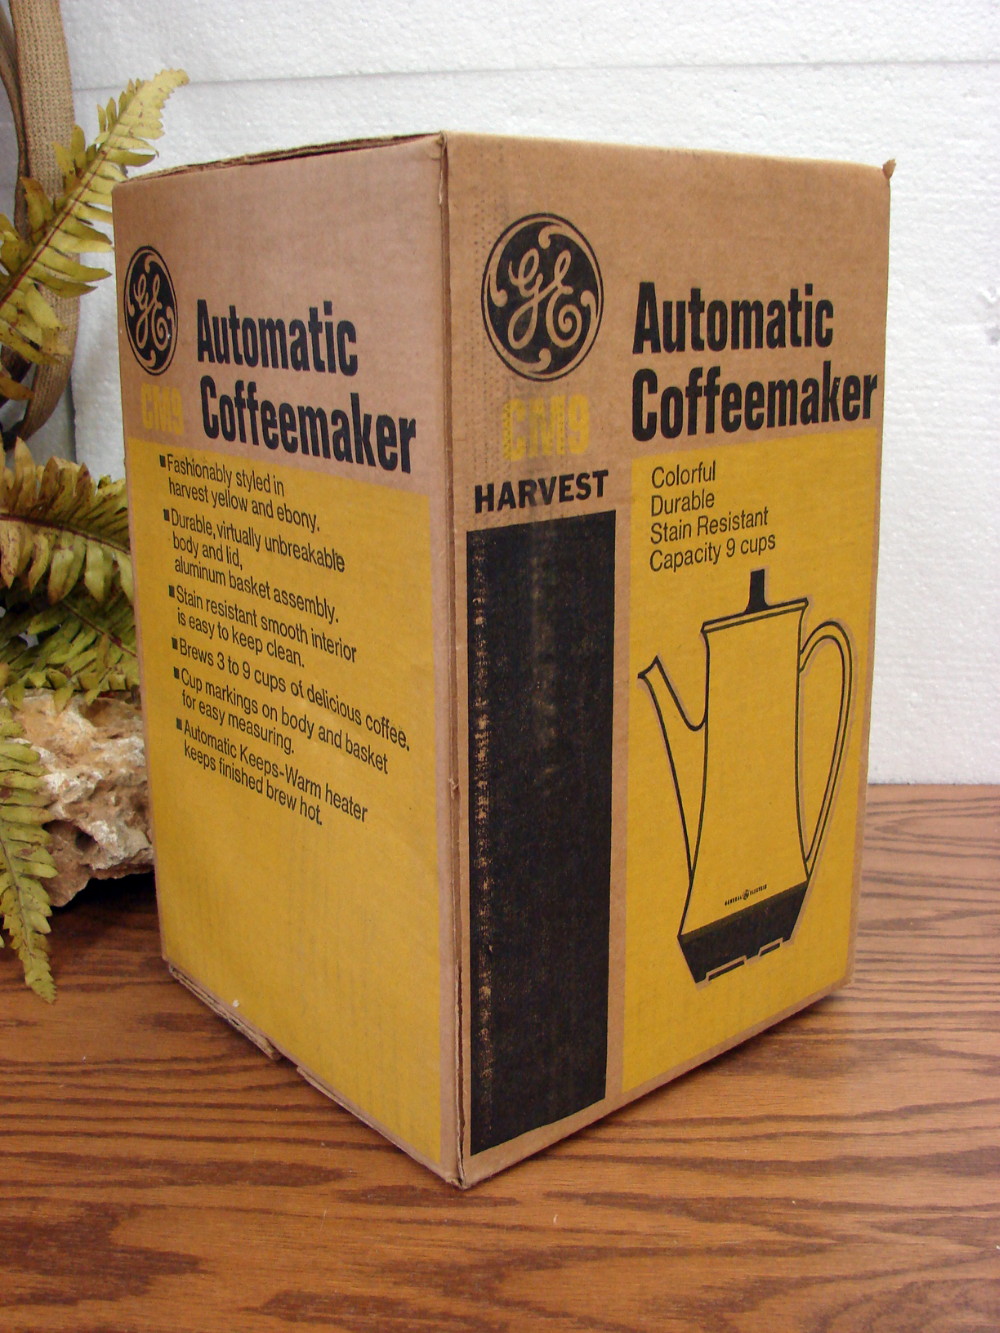 GE
Automatic
Coffeemaker
CM9
Fashionably styled in
harvest yellow and ebony.
Durable, virtually unbreakable
body and lid,
aluminum basket assembly.
Stain resistant smooth interior
is easy to keep clean.
Brews 3 to 9 cups of delicious coffee.
Cup markings on body and basket
for easy measuring.
Automatic Keeps-Warm heater
keeps finished brew hot.
GE
Automatic
Coffeemaker
CM9
HARVEST
Colorful
Durable
Stain Resistant
Capacity 9 cups
GENERAL GE ELECTRIC